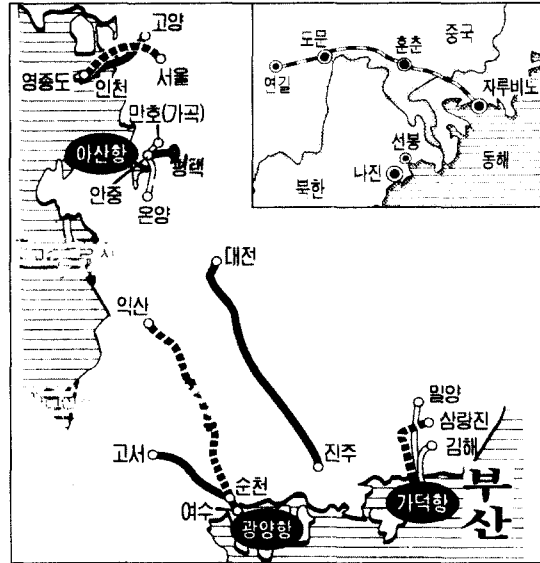 고양
영종도
인천
서울
만호(가곡)
아산항
평택
안중
온양
중국
도문
훈춘
연길
자루비노
선봉
나진
동해
북한
대전
익산
밀양
삼랑진
김해
고서
진주
순천
여수
광양항
가덕항
부산